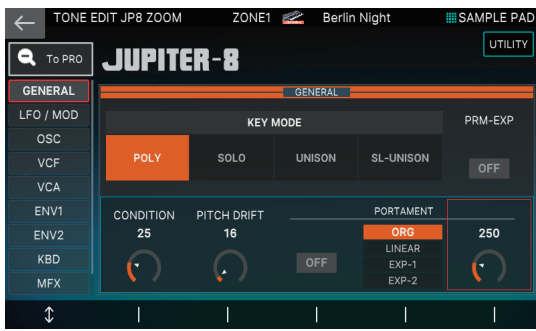 TONE EDIT JP8 ZOOM ZONE1 Berlin Night SAMPLE PAD
To PRO JUPITER-8 UTILITY
GENERAL
LFO / MOD
OSC
VCF
VCA
ENV1
ENV2
KBD
MFX
GENERAL
KEY MODE PRM-EXP
POLY SOLO UNISON SL-UNISON OFF
CONDITION PITCH DRIFT PORTAMENT
25 16 OFF
ORG
LINEAR
EXP-1
EXP-2
250